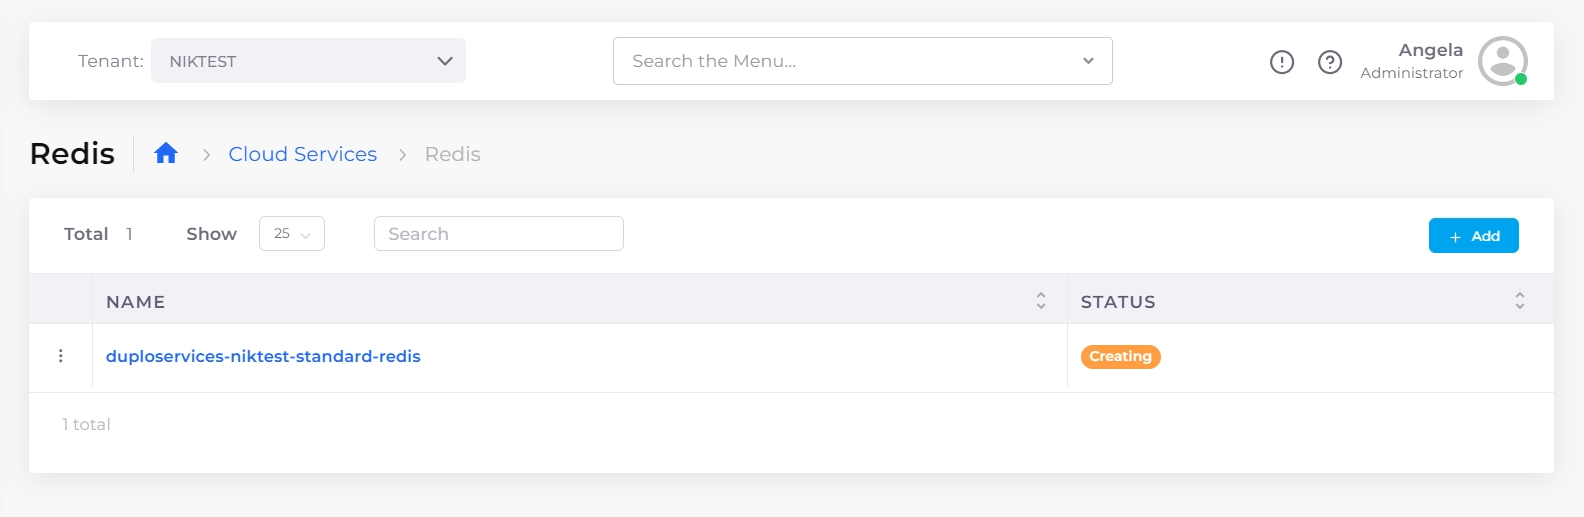 Tenant: NIKTEST
Search the Menu...
Angela
Administrator
Redis Cloud Services Redis
Total 1 Show 25 Search + Add
NAME STATUS
duploservices-niktest-standard-redis Creating
1 total